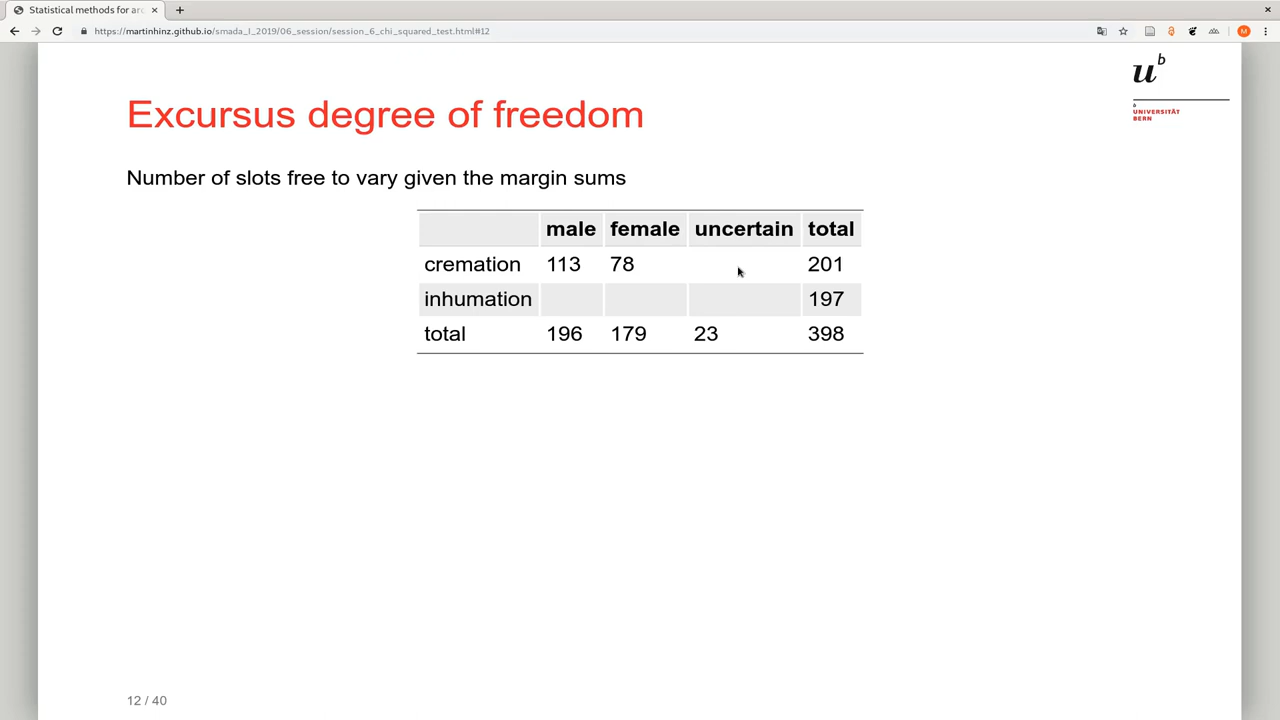 Statistical methods for ar
https://martinhinz.github.io/smada_I_2019/06_session/session_6_chi_squared_test.html#12
M
u b
b
UNIVERSITÄT
BERN
Excursus degree of freedom
Number of slots free to vary given the margin sums
male female uncertain total
cremation 113 78 201
inhumation 197
total 196 179 23 398
12 / 40